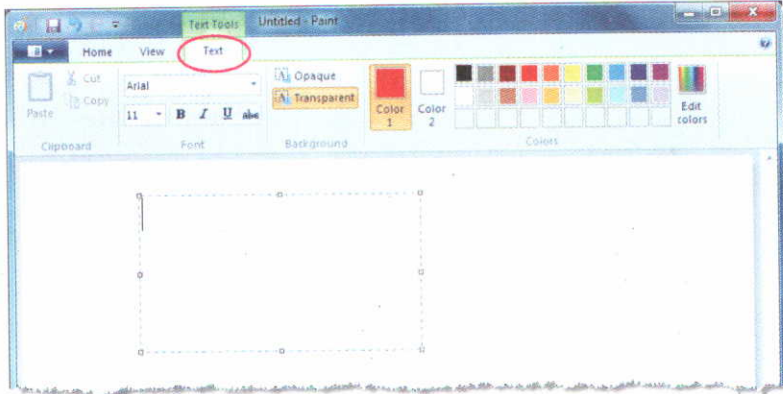 Text Tools Untitled - Paint
Home View Text
Cut
Copy
Paste
Clipboard
Arial
11 B I U abc
Font
Opaque
Transparent
Background
Color 1
Color 2
Edit colors
Colors